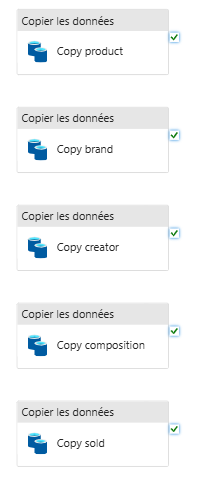 Copier les données
Copy product
Copier les données
Copy brand
Copier les données
Copy creator
Copier les données
Copy composition
Copier les données
Copy sold